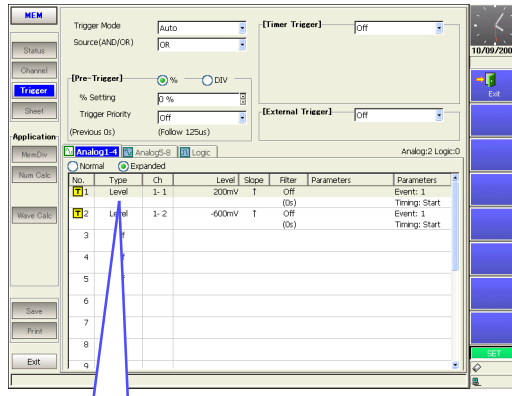 MEM
Status
Channel
Trigger
Sheet
Application
MemDiv
Num Calc
Wave Calc
Save
Print
Exit
Trigger Mode Auto
Source(AND/OR) OR
[Pre-Trigger] % DIV
% Setting 0 %
Trigger Priority Off
(Previous 0s) (Follow 125us)
[Timer Trigger] Off
[External Trigger] Off
Analog1-4 Analog5-8 Logic Analog:2 Logic:0
Normal Expanded
No. Type Ch Level Slope Filter Parameters Parameters
T 1 Level 1- 1 200mV ↑ Off Event: 1
(0s) Timing: Start
T 2 Level 1- 2 -600mV ↑ Off Event: 1
(0s) Timing: Start
3
4
5
6
7
8
9
10/09/200
Exit
SET